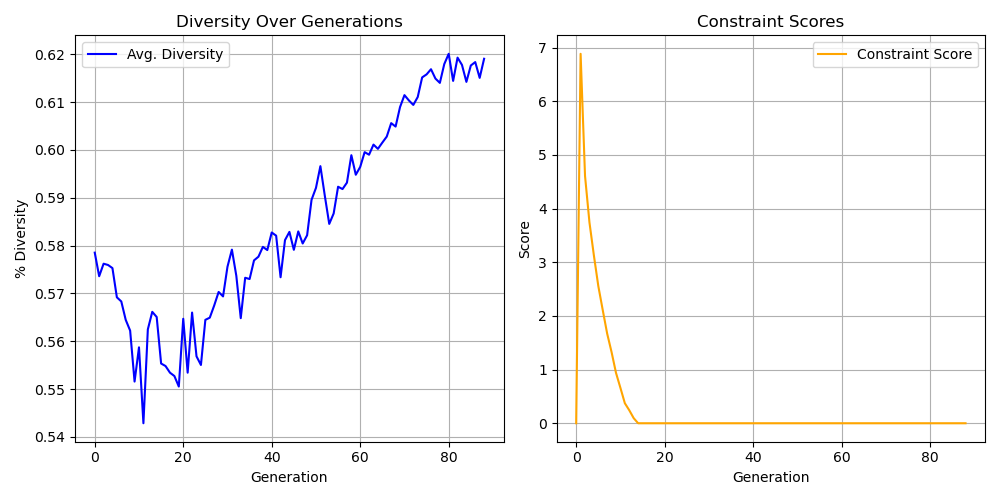 Diversity Over Generations
Avg. Diversity
% Diversity
0.62
0.61
0.60
0.59
0.58
0.57
0.56
0.55
0.54
0 20 40 60 80
Generation
Constraint Scores
Constraint Score
Score
7
6
5
4
3
2
1
0
0 20 40 60 80
Generation